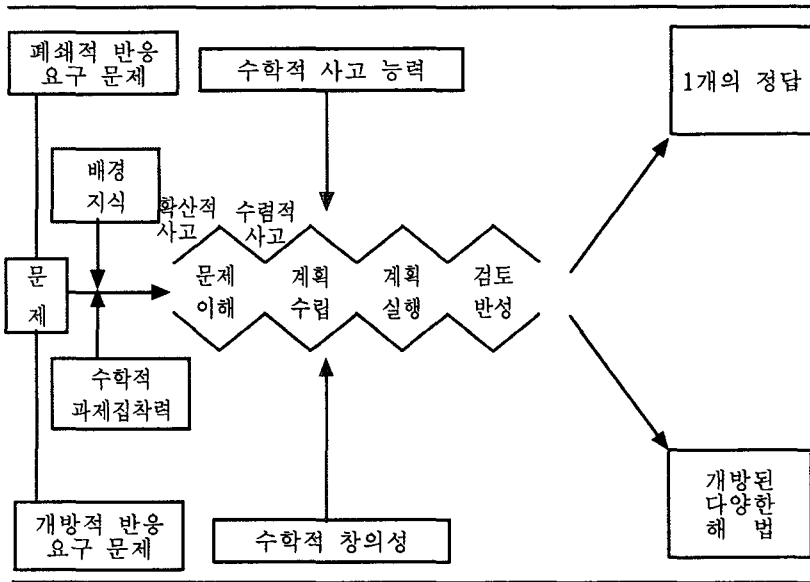 폐쇄적 반응
요구 문제
수학적 사고 능력
1개의 정답
배경
지식
확산적
사고
수렴적
사고
문
제
문제
이해
계획
수립
계획
실행
검토
반성
수학적
과제집착력
개방적 반응
요구 문제
수학적 창의성
개방된
다양한
해 법